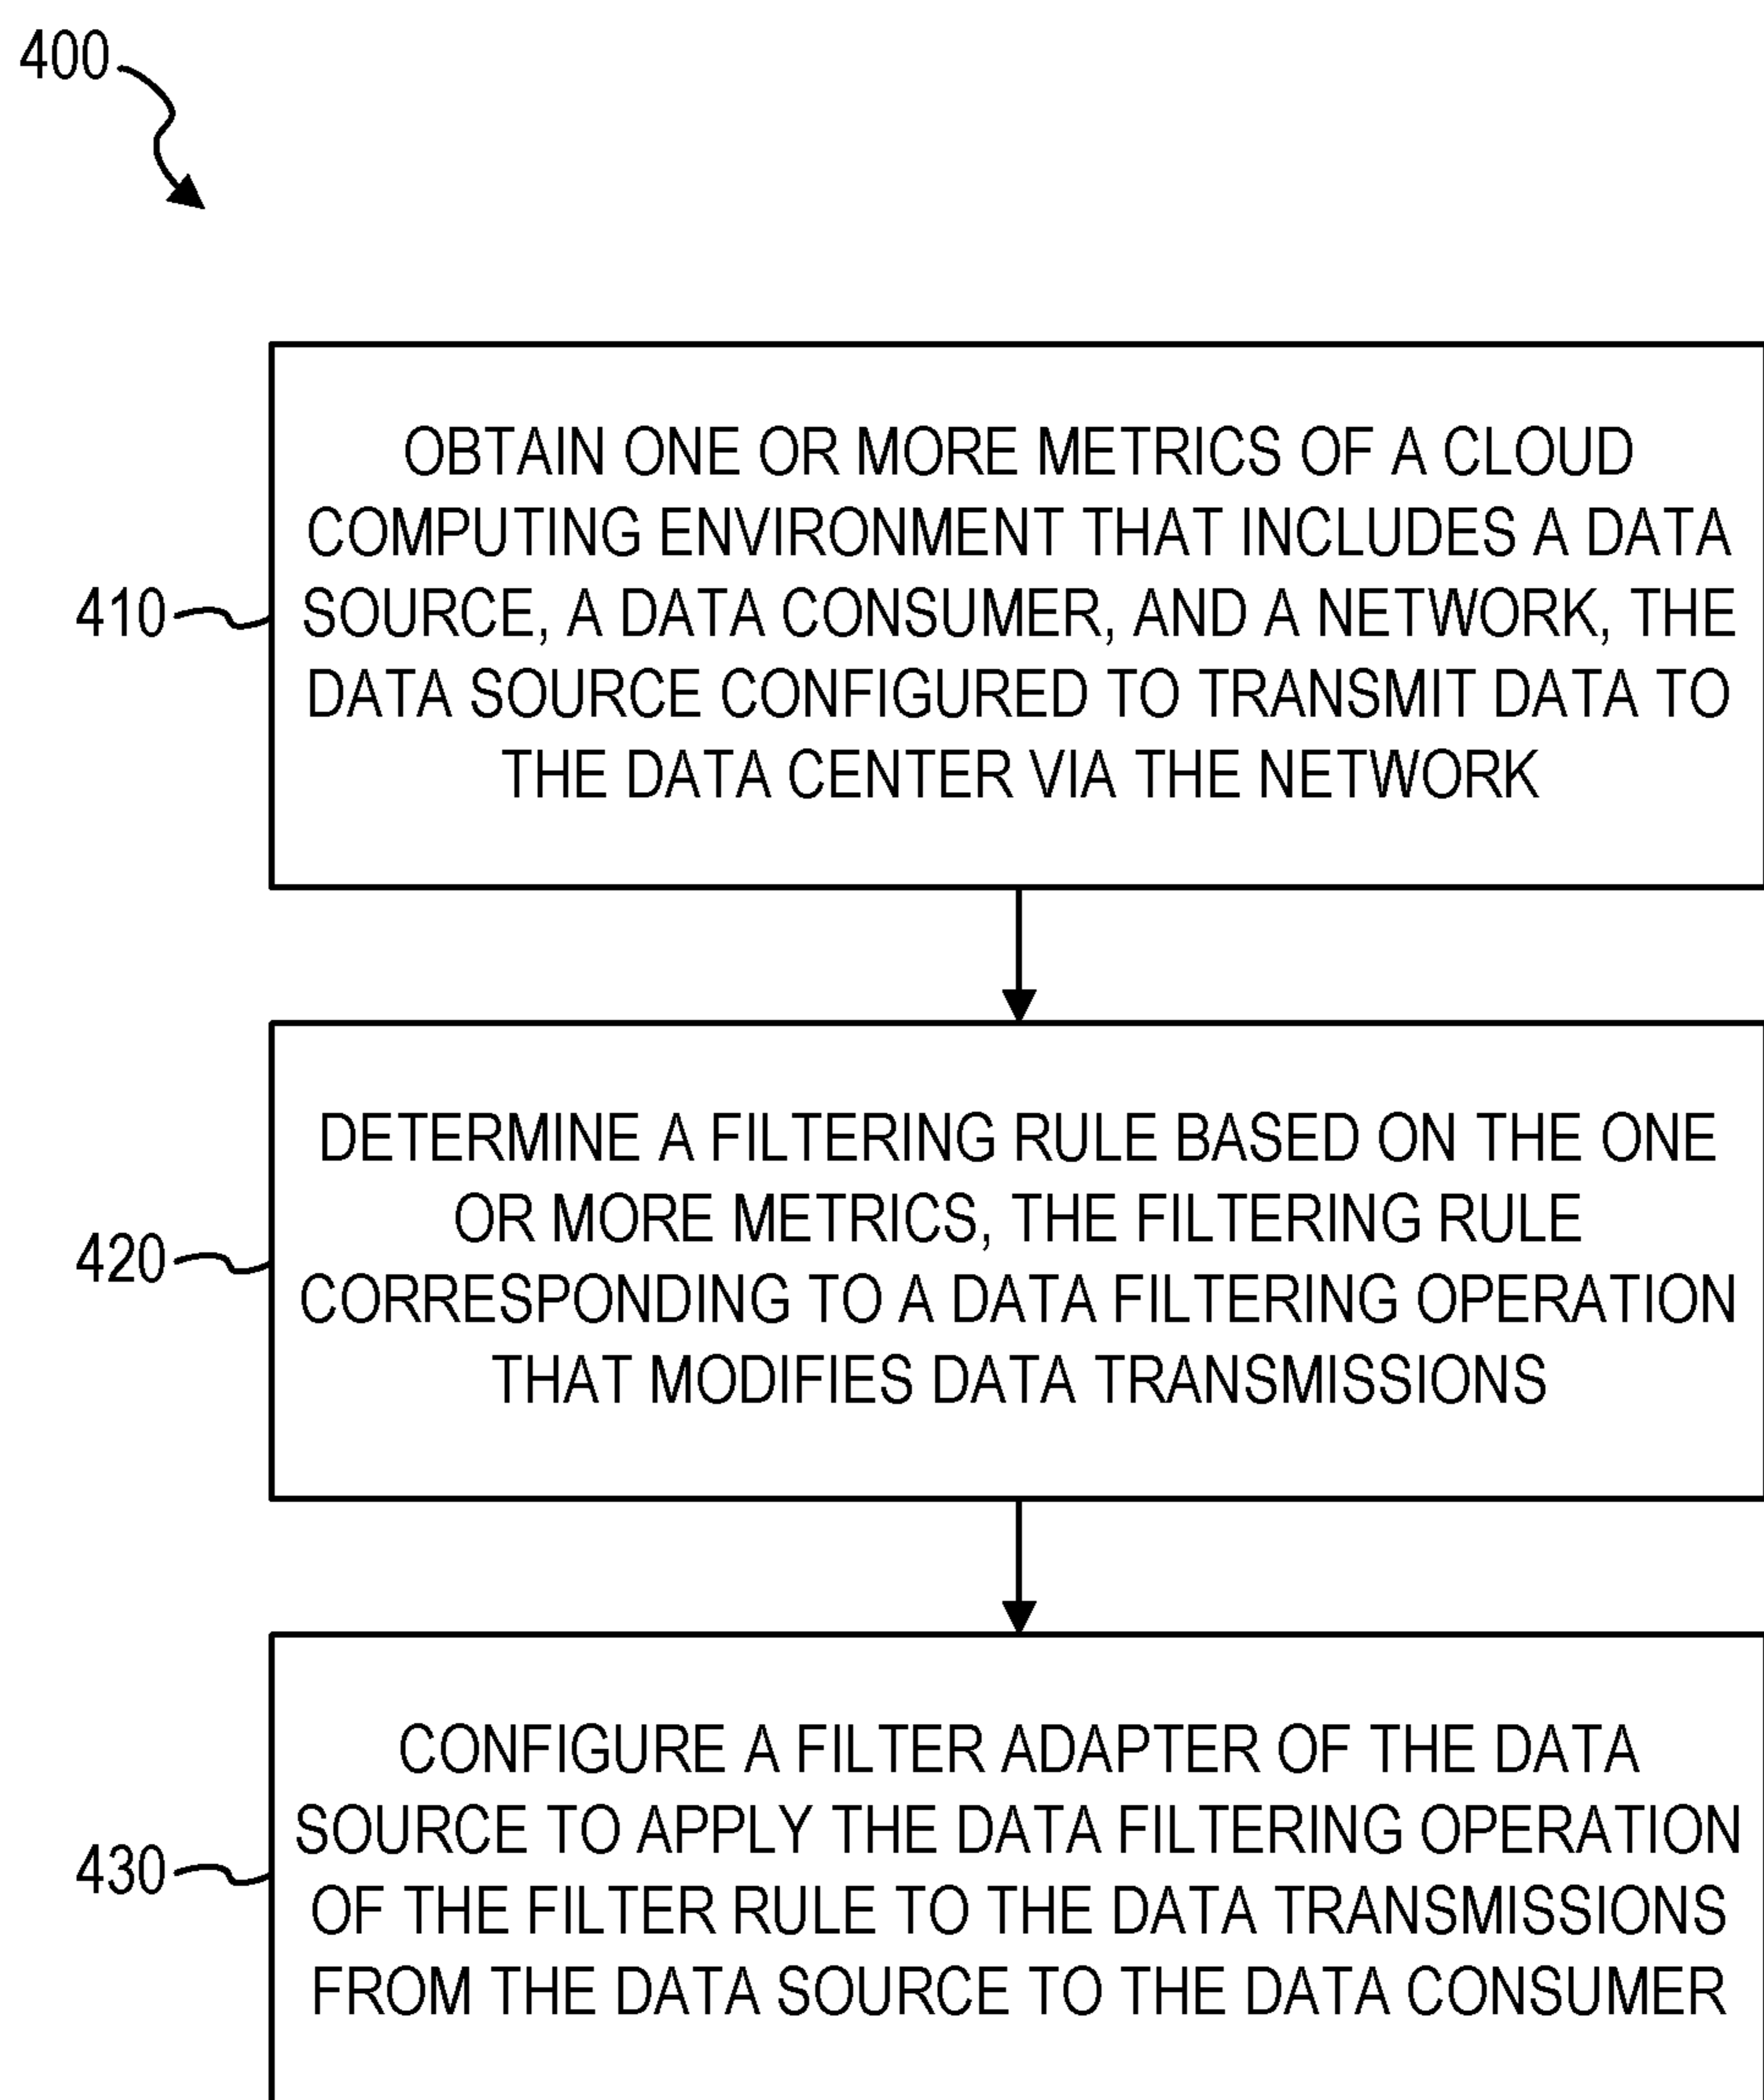 400
OBTAIN ONE OR MORE METRICS OF A CLOUD
COMPUTING ENVIRONMENT THAT INCLUDES A DATA
SOURCE, A DATA CONSUMER, AND A NETWORK, THE
DATA SOURCE CONFIGURED TO TRANSMIT DATA TO
THE DATA CENTER VIA THE NETWORK
410
DETERMINE A FILTERING RULE BASED ON THE ONE
OR MORE METRICS, THE FILTERING RULE
CORRESPONDING TO A DATA FILTERING OPERATION
THAT MODIFIES DATA TRANSMISSIONS
420
CONFIGURE A FILTER ADAPTER OF THE DATA
SOURCE TO APPLY THE DATA FILTERING OPERATION
OF THE FILTER RULE TO THE DATA TRANSMISSIONS
FROM THE DATA SOURCE TO THE DATA CONSUMER
430